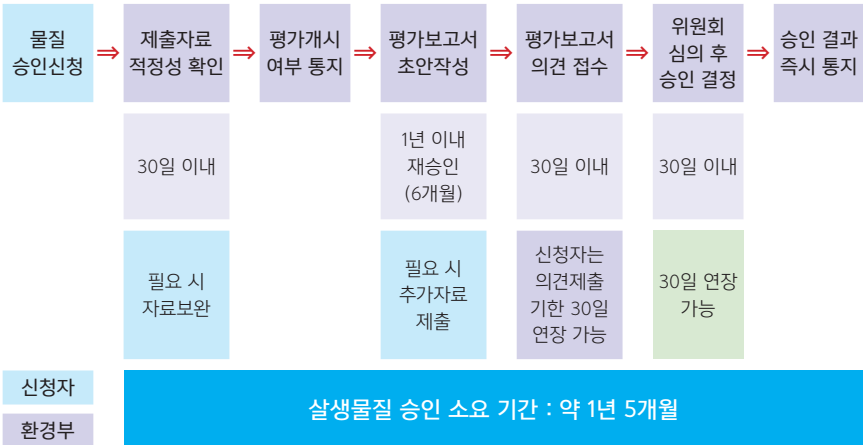 물질
승인신청
⇒
제출자료
적정성 확인
⇒
평가개시
여부 통지
⇒
평가보고서
초안작성
⇒
평가보고서
의견 접수
⇒
위원회
심의 후
승인 결정
⇒
승인 결과
즉시 통지
30일 이내
1년 이내
재승인
(6개월)
30일 이내
30일 이내
필요 시
자료보완
필요 시
추가자료
제출
신청자는
의견제출
기한 30일
연장 가능
30일 연장
가능
신청자
환경부
살생물질 승인 소요 기간 : 약 1년 5개월